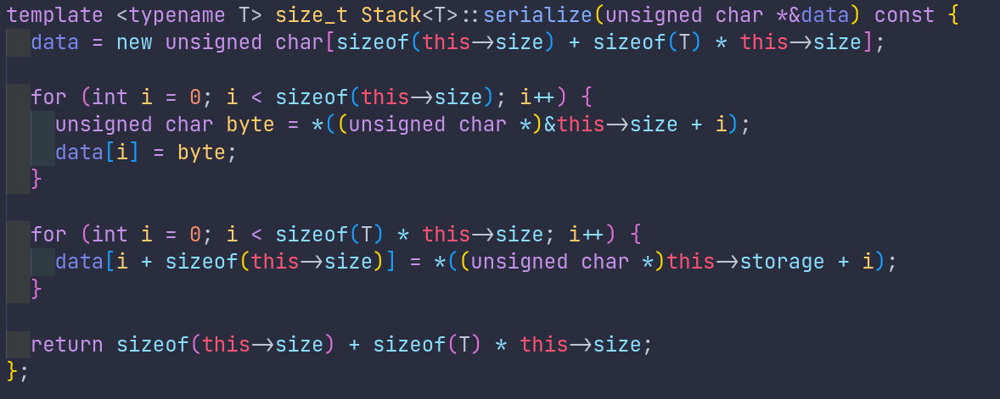 template <typename T> size_t Stack<T>::serialize(unsigned char *&data) const {
  data = new unsigned char[sizeof(this->size) + sizeof(T) * this->size];

  for (int i = 0; i < sizeof(this->size); i++) {
    unsigned char byte = *((unsigned char *)&this->size + i);
    data[i] = byte;
  }

  for (int i = 0; i < sizeof(T) * this->size; i++) {
    data[i + sizeof(this->size)] = *((unsigned char *)this->storage + i);
  }

  return sizeof(this->size) + sizeof(T) * this->size;
};